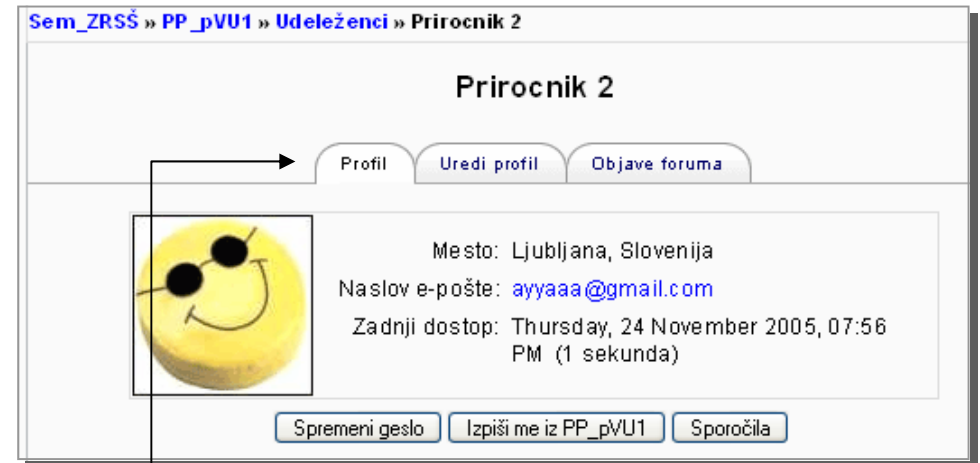 Sem_ZRSŠ » PP_pVU1 » Udeleženci » Prirocnik 2
Prirocnik 2
Profil Uredi profil Objave foruma
Mesto: Ljubljana, Slovenija
Naslov e-pošte: ayyaaa@gmail.com
Zadnji dostop: Thursday, 24 November 2005, 07:56
PM (1 sekunda)
Spremeni geslo Izpiši me iz PP_pVU1 Sporočila